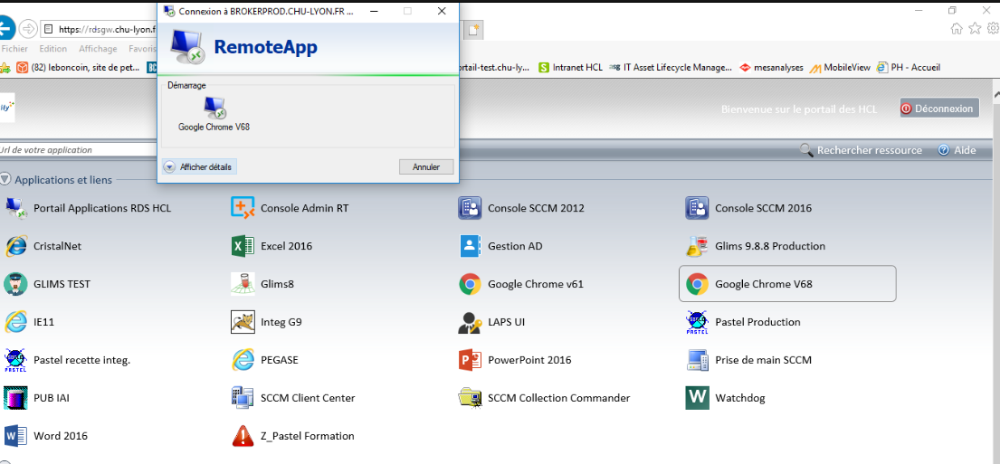 Connexion à BROKERPROD.CHU-LYON.FR ...
https://rdsgw.chu-lyon.f
Fichier Edition Affichage Favoris
RemoteApp
(82) leboncoin, site de pet...
ortail-test.chu-ly... Intranet HCL IT Asset Lifecycle Manage... mesanalyses MobileView PH - Accueil
Démarrage
Google Chrome V68
Bienvenue sur le portail des HCL Déconnexion
Url de votre application
Rechercher ressource Aide
Afficher détails Annuler
Applications et liens
Portail Applications RDS HCL Console Admin RT Console SCCM 2012 Console SCCM 2016
CristalNet Excel 2016 Gestion AD Glims 9.8.8 Production
GLIMS TEST Glims8 Google Chrome v61 Google Chrome V68
IE11 Integ G9 LAPS UI Pastel Production
Pastel recette integ. PEGASE PowerPoint 2016 Prise de main SCCM
PUB IAI SCCM Client Center SCCM Collection Commander Watchdog
Word 2016 Z_Pastel Formation